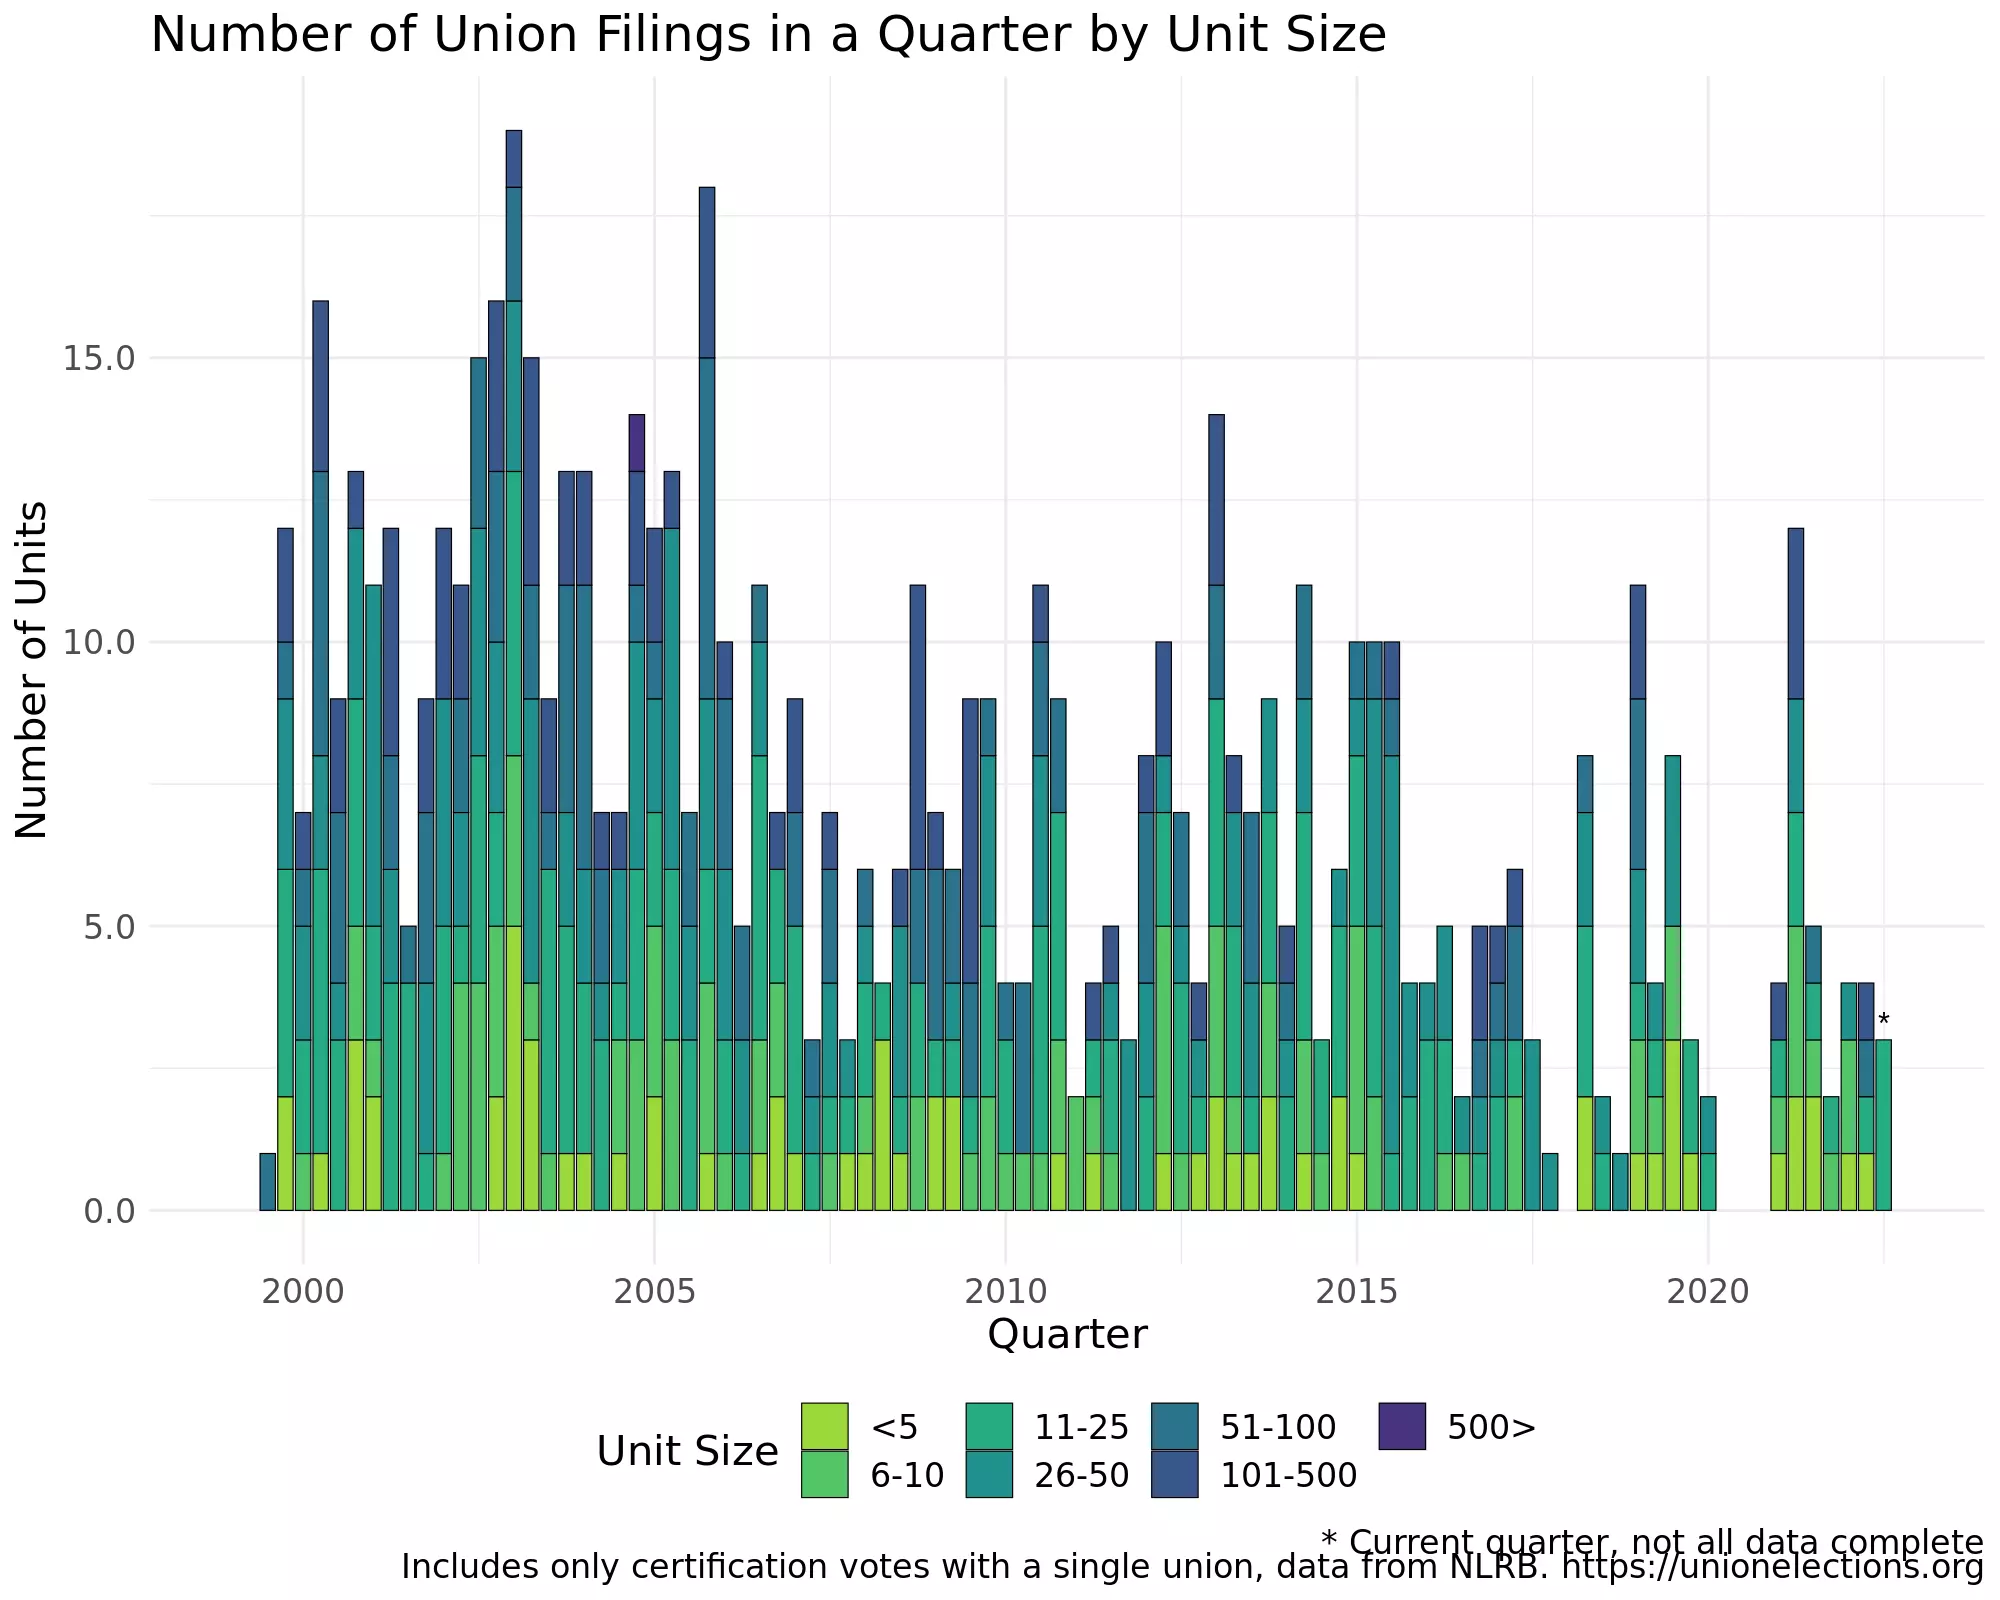 Number of Union Filings in a Quarter by Unit Size
Number of Units
15.0
10.0
5.0
0.0
*
2000 2005 2010 2015 2020
Quarter
Unit Size
<5 11-25 51-100 500>
6-10 26-50 101-500
* Current quarter, not all data complete
Includes only certification votes with a single union, data from NLRB. https://unionelections.org